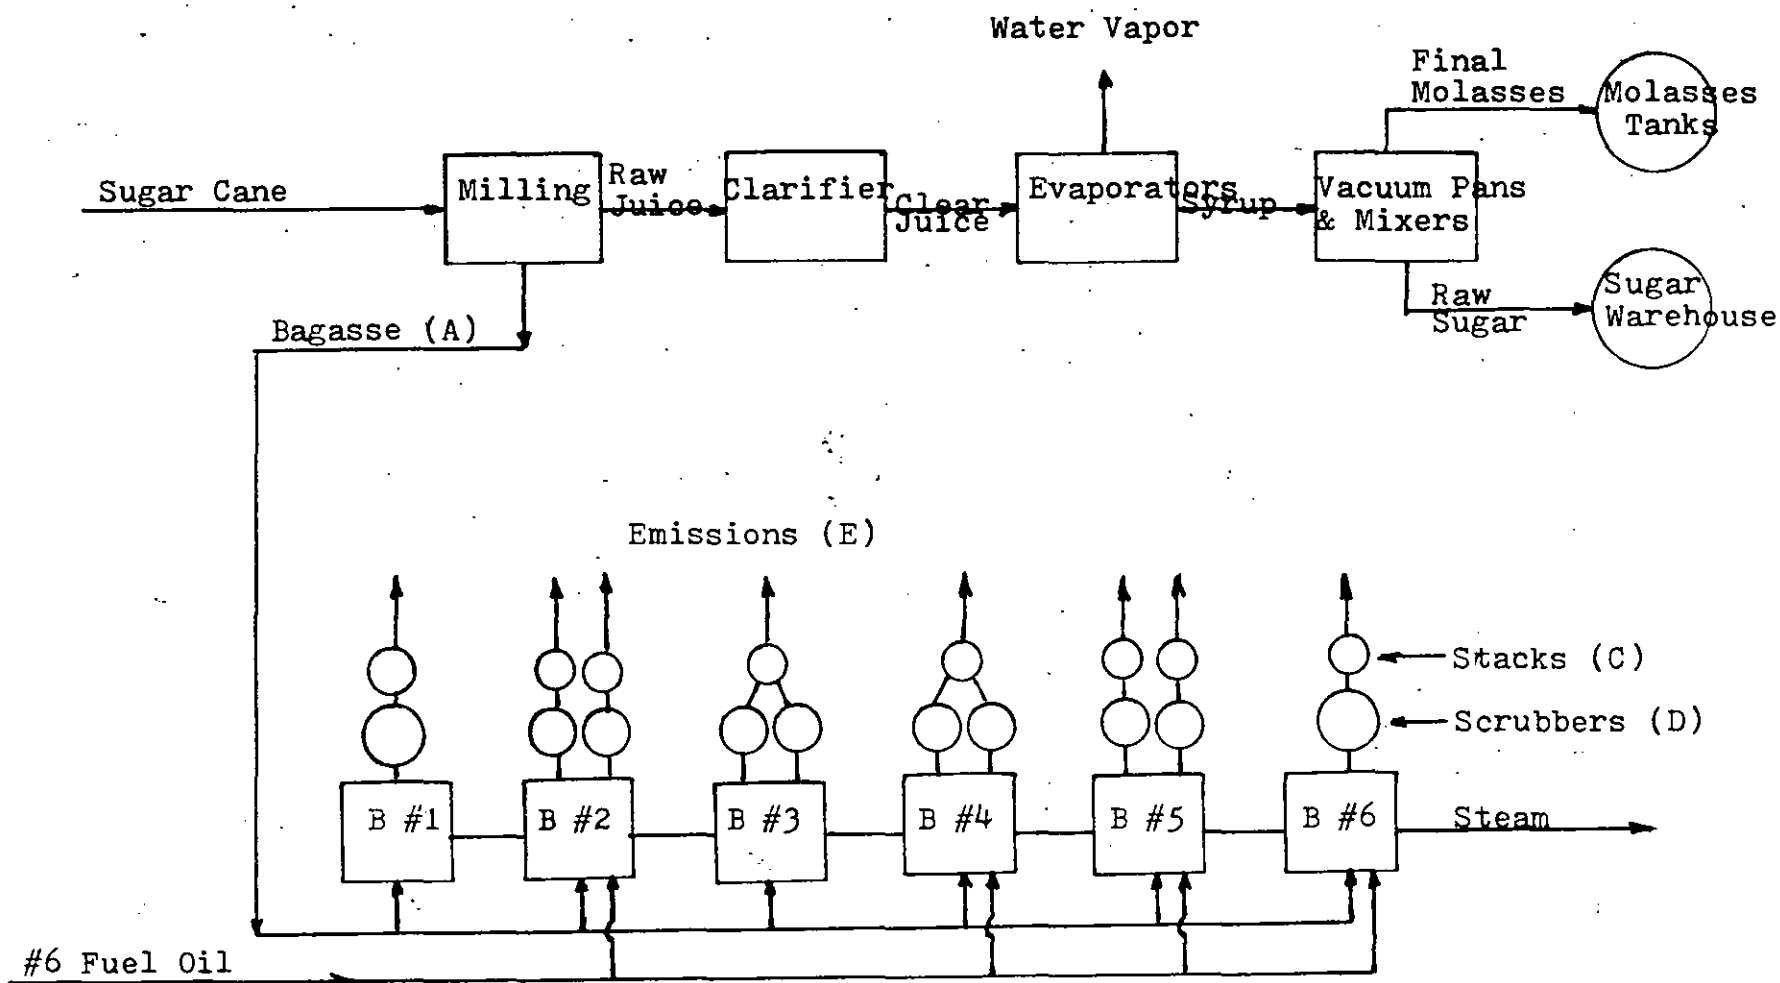 Water Vapor
Final
Molasses
Molasses
Tanks
Sugar Cane
Milling
Raw
Juice
Clarifier
Clear
Juice
Evaporators
Syrup
Vacuum Pans
& Mixers
Raw
Sugar
Sugar
Warehouse
Bagasse (A)
Emissions (E)
Stacks (C)
Scrubbers (D)
B #1
B #2
B #3
B #4
B #5
B #6
Steam
#6 Fuel Oil